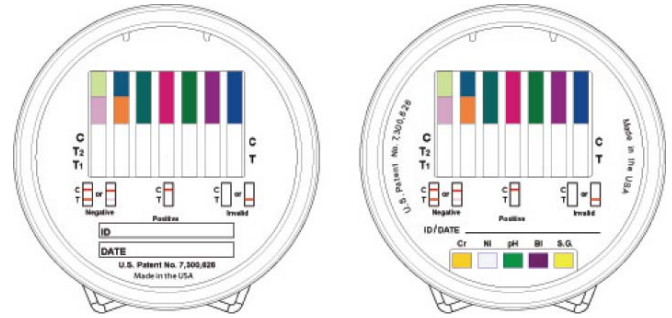 C
T2
T1
C
T
C
T
or
Negative
C
T
Positive
or
C
T
Invalid
ID
DATE
U.S. Patent No. 7,300,626
Made in the USA
U.S. Patent No. 7,300,626
C
T2
T1
C
T
Made in the USA
C
T
or
Negative
C
T
Positive
or
C
T
Invalid
ID/DATE
Cr NI pH BI S.G.